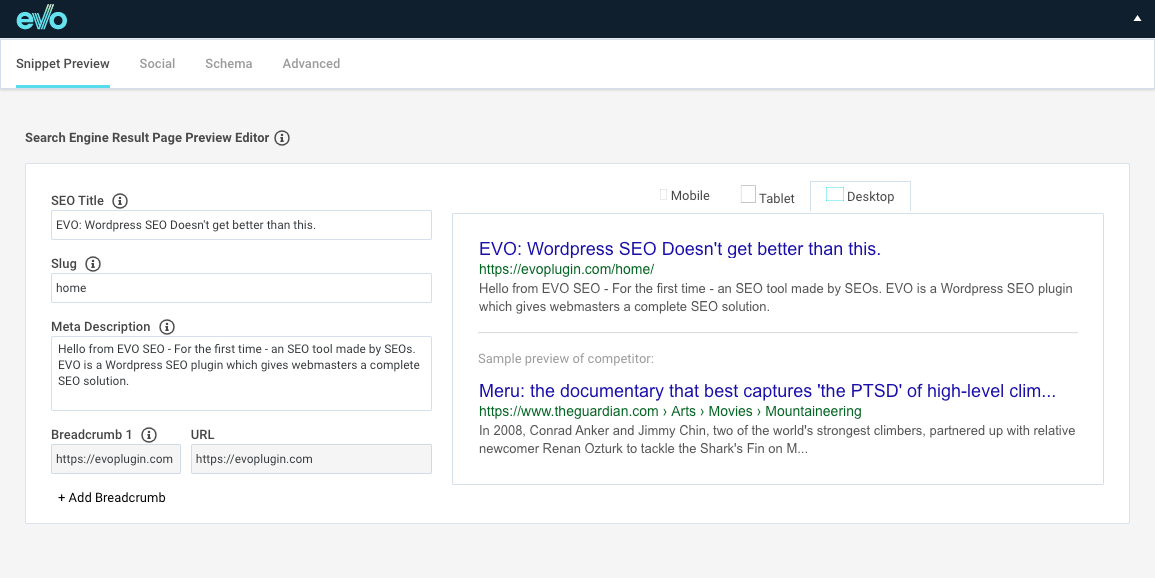 evo
Snippet Preview Social Schema Advanced
Search Engine Result Page Preview Editor
SEO Title
EVO: Wordpress SEO Doesn't get better than this.
Slug
home
Meta Description
Hello from EVO SEO - For the first time - an SEO tool made by SEOs.
EVO is a Wordpress SEO plugin which gives webmasters a complete
SEO solution.
Breadcrumb 1 URL
https://evoplugin.com https://evoplugin.com
+ Add Breadcrumb
Mobile Tablet Desktop
EVO: Wordpress SEO Doesn't get better than this.
https://evoplugin.com/home/
Hello from EVO SEO - For the first time - an SEO tool made by SEOs. EVO is a Wordpress SEO plugin
which gives webmasters a complete SEO solution.
Sample preview of competitor:
Meru: the documentary that best captures 'the PTSD' of high-level clim...
https://www.theguardian.com › Arts › Movies › Mountaineering
In 2008, Conrad Anker and Jimmy Chin, two of the world's strongest climbers, partnered up with relative
newcomer Renan Ozturk to tackle the Shark's Fin on M...